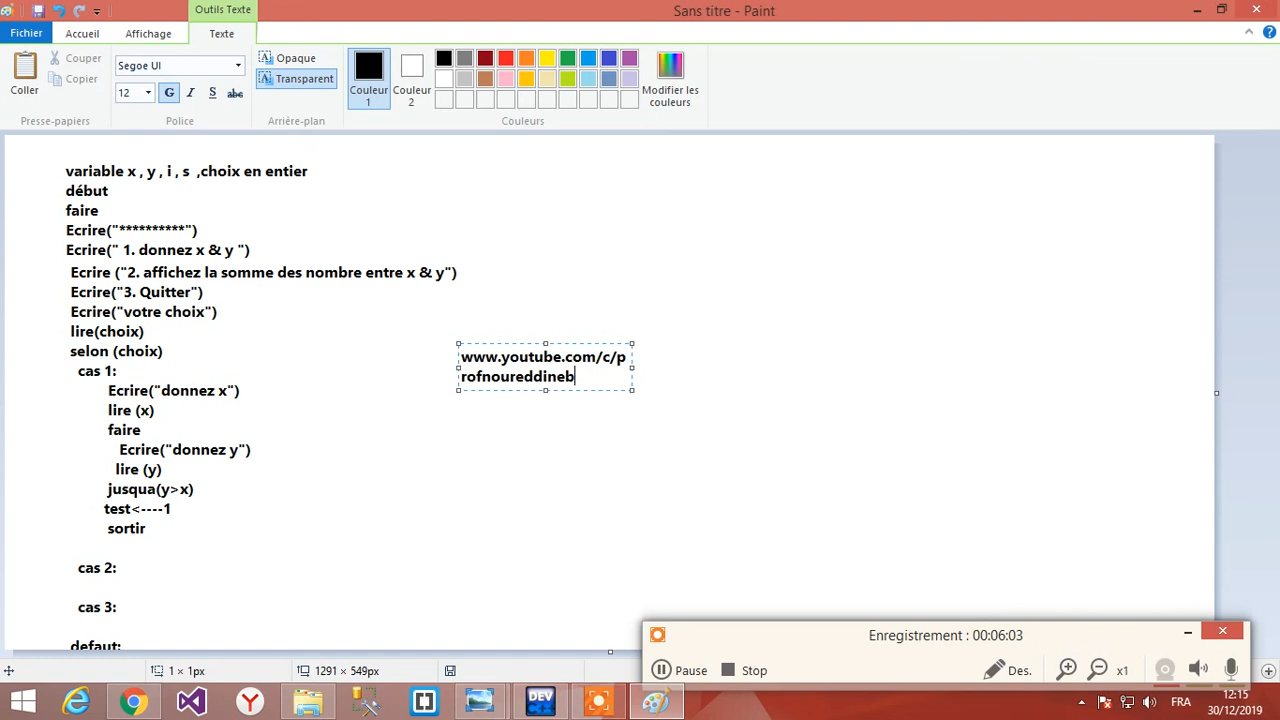 Outils Texte
Sans titre - Paint
Fichier
Accueil
Affichage
Texte
Coller
Couper
Copier
Presse-papiers
Segoe UI
12
G I S abc
Police
Opaque
Transparent
Arrière-plan
Couleur 1
Couleur 2
Modifier les couleurs
Couleurs
variable x , y , i , s ,choix en entier
début
faire
Ecrire("**********")
Ecrire(" 1. donnez x & y ")
Ecrire ("2. affichez la somme des nombre entre x & y")
Ecrire("3. Quitter")
Ecrire("votre choix")
lire(choix)
selon (choix)
cas 1:
Ecrire("donnez x")
lire (x)
faire
Ecrire("donnez y")
lire (y)
jusqua(y>x)
test<----1
sortir
cas 2:
cas 3:
defaut:
www.youtube.com/c/p
rofnoureddineb
Enregistrement : 00:06:03
Pause
Stop
Des.
x1
1 × 1px
1291 × 549px
DEV
FRA
12:15
30/12/2019